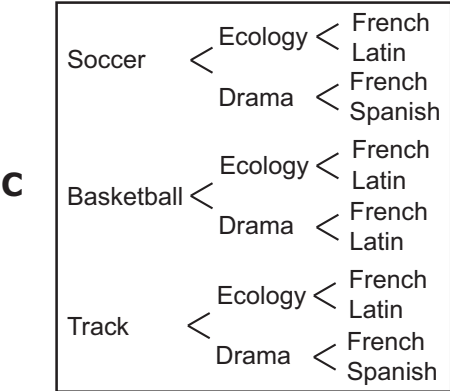 French
Ecology
Latin
Soccer
French
Drama
Spanish
C
French
Ecology
Latin
Basketball
French
Drama
Latin
French
Ecology
Latin
Track
French
Drama
Spanish